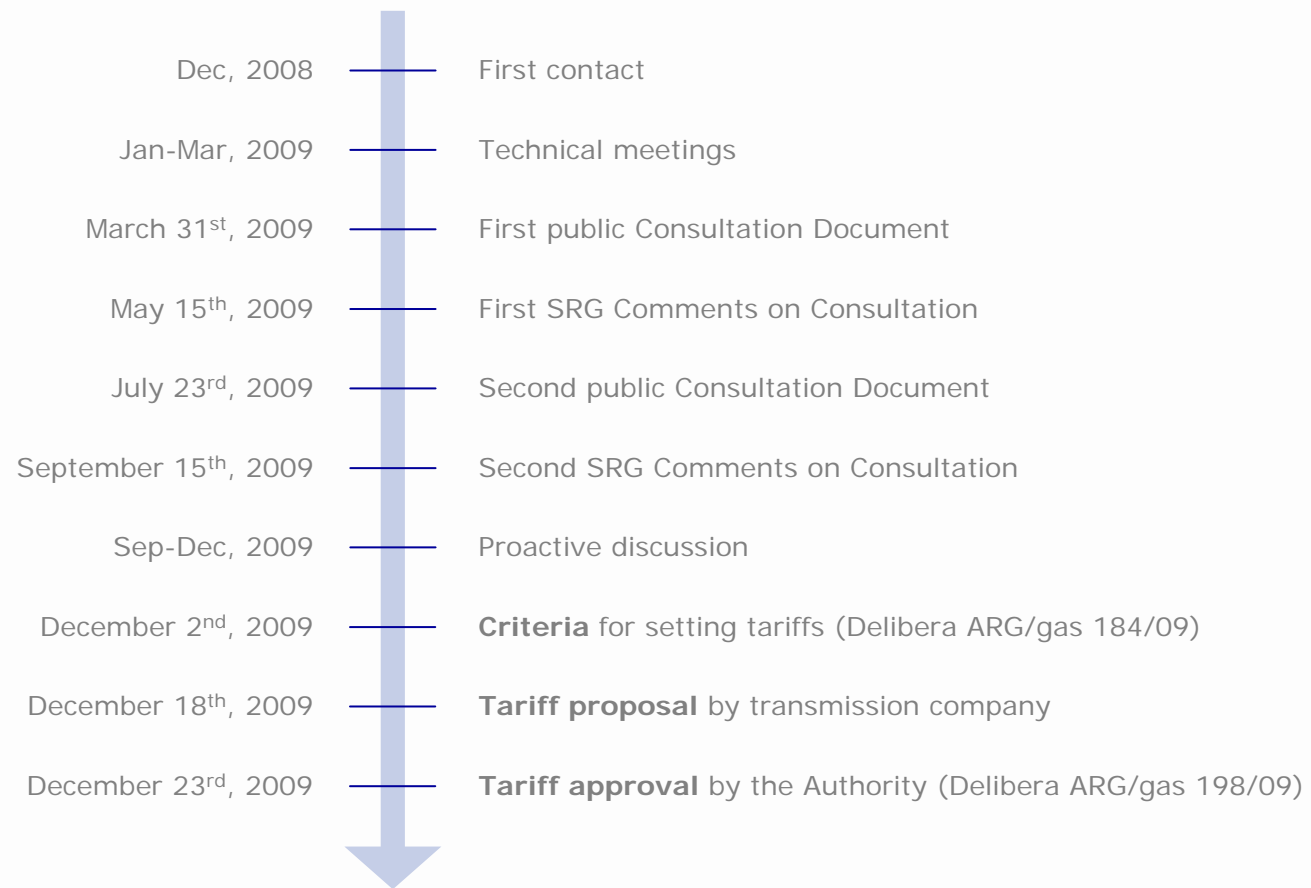 Dec, 2008 First contact
Jan-Mar, 2009 Technical meetings
March 31st, 2009 First public Consultation Document
May 15th, 2009 First SRG Comments on Consultation
July 23rd, 2009 Second public Consultation Document
September 15th, 2009 Second SRG Comments on Consultation
Sep-Dec, 2009 Proactive discussion
December 2nd, 2009 Criteria for setting tariffs (Delibera ARG/gas 184/09)
December 18th, 2009 Tariff proposal by transmission company
December 23rd, 2009 Tariff approval by the Authority (Delibera ARG/gas 198/09)